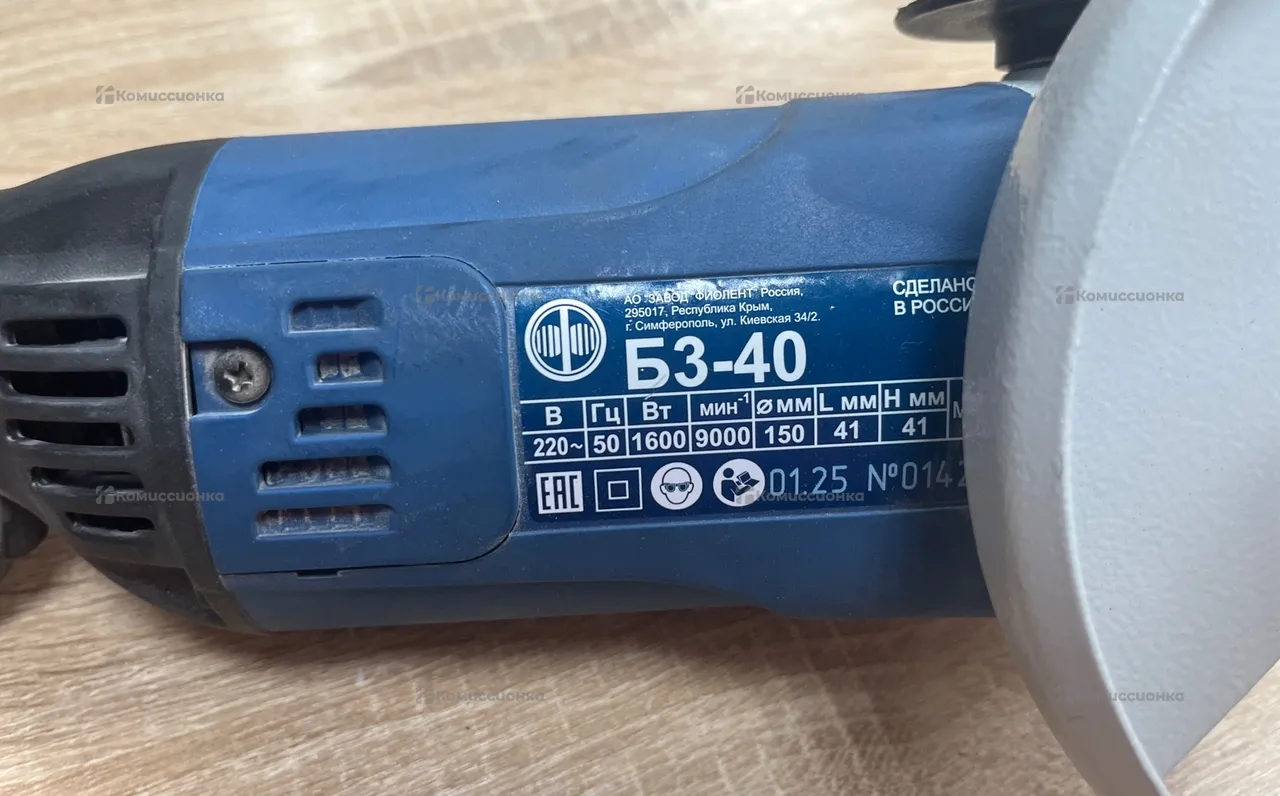 Комиссионка
Комиссионка
АО "ЗАВОД "ФИОЛЕНТ" Россия,
295017, Республика Крым,
г. Симферополь, ул. Киевская 34/2.
СДЕЛАНО
В РОССИ
Комиссионка
Б3-40
В Гц Вт мин-1 ⌀мм L мм H мм
220~ 50 1600 9000 150 41 41
EAC
01.25 №0142
Комиссионка
Комиссионка
Комиссионка